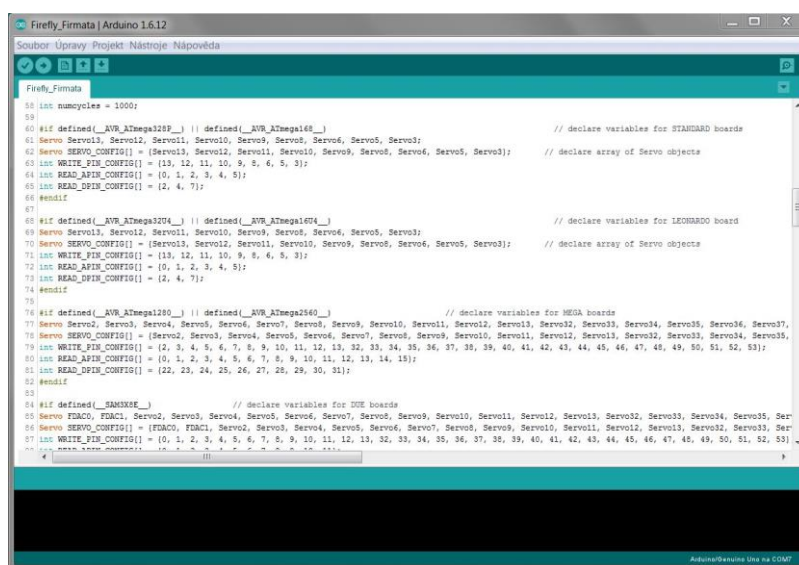 Firefly_Firmata | Arduino 1.6.12
Soubor Úpravy Projekt Nástroje Nápověda
Firefly_Firmata
58 int numcycles = 1000;
59
60 #if defined(__AVR_ATmega328P__) || defined(__AVR_ATmega168__) // declare variables for STANDARD boards
61 Servo Servo13, Servo12, Servo11, Servo10, Servo9, Servo8, Servo6, Servo5, Servo3;
62 Servo SERVO_CONFIG[] = {Servo13, Servo12, Servo11, Servo10, Servo9, Servo8, Servo6, Servo5, Servo3}; // declare array of Servo objects
63 int WRITE_PIN_CONFIG[] = {13, 12, 11, 10, 9, 8, 6, 5, 3};
64 int READ_APIN_CONFIG[] = {0, 1, 2, 3, 4, 5};
65 int READ_DPIN_CONFIG[] = {2, 4, 7};
66 #endif
67
68 #if defined(__AVR_ATmega32U4__) || defined(__AVR_ATmega16U4__) // declare variables for LEONARDO board
69 Servo Servo13, Servo12, Servo11, Servo10, Servo9, Servo8, Servo6, Servo5, Servo3;
70 Servo SERVO_CONFIG[] = {Servo13, Servo12, Servo11, Servo10, Servo9, Servo8, Servo6, Servo5, Servo3}; // declare array of Servo objects
71 int WRITE_PIN_CONFIG[] = {13, 12, 11, 10, 9, 8, 6, 5, 3};
72 int READ_APIN_CONFIG[] = {0, 1, 2, 3, 4, 5};
73 int READ_DPIN_CONFIG[] = {2, 4, 7};
74 #endif
75
76 #if defined(__AVR_ATmega1280__) || defined(__AVR_ATmega2560__) // declare variables for MEGA boards
77 Servo Servo2, Servo3, Servo4, Servo5, Servo6, Servo7, Servo8, Servo9, Servo10, Servo11, Servo12, Servo13, Servo32, Servo33, Servo34, Servo35, Servo36, Servo37,
78 Servo SERVO_CONFIG[] = {Servo2, Servo3, Servo4, Servo5, Servo6, Servo7, Servo8, Servo9, Servo10, Servo11, Servo12, Servo13, Servo32, Servo33, Servo34, Servo35,
79 int WRITE_PIN_CONFIG[] = {2, 3, 4, 5, 6, 7, 8, 9, 10, 11, 12, 13, 32, 33, 34, 35, 36, 37, 38, 39, 40, 41, 42, 43, 44, 45, 46, 47, 48, 49, 50, 51, 52, 53};
80 int READ_APIN_CONFIG[] = {0, 1, 2, 3, 4, 5, 6, 7, 8, 9, 10, 11, 12, 13, 14, 15};
81 int READ_DPIN_CONFIG[] = {22, 23, 24, 25, 26, 27, 28, 29, 30, 31};
82 #endif
83
84 #if defined(__SAM3X8E__) // declare variables for DUE boards
85 Servo FDAC0, FDAC1, Servo2, Servo3, Servo4, Servo5, Servo6, Servo7, Servo8, Servo9, Servo10, Servo11, Servo12, Servo13, Servo32, Servo33, Servo34, Servo35, Ser
86 Servo SERVO_CONFIG[] = {FDAC0, FDAC1, Servo2, Servo3, Servo4, Servo5, Servo6, Servo7, Servo8, Servo9, Servo10, Servo11, Servo12, Servo13, Servo32, Servo33, Ser
87 int WRITE_PIN_CONFIG[] = {0, 1, 2, 3, 4, 5, 6, 7, 8, 9, 10, 11, 12, 13, 32, 33, 34, 35, 36, 37, 38, 39, 40, 41, 42, 43, 44, 45, 46, 47, 48, 49, 50, 51, 52, 53}
Arduino/Genuino Uno na COM7